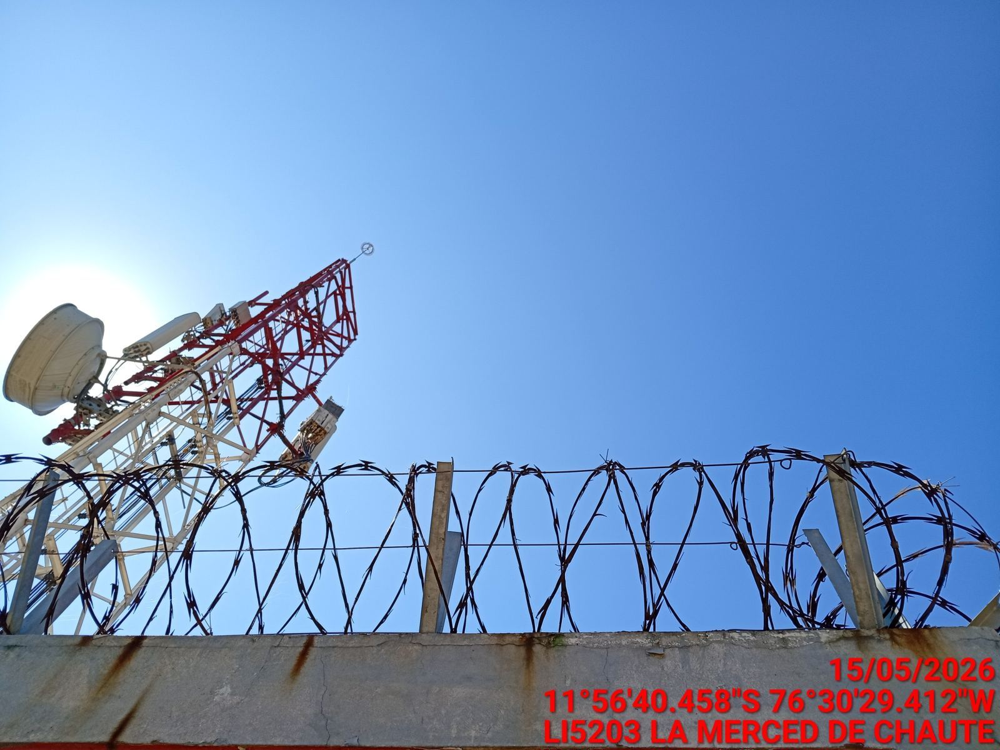 15/05/2026
11°56'40.458"S 76°30'29.412"W
LI5203 LA MERCED DE CHAUTE